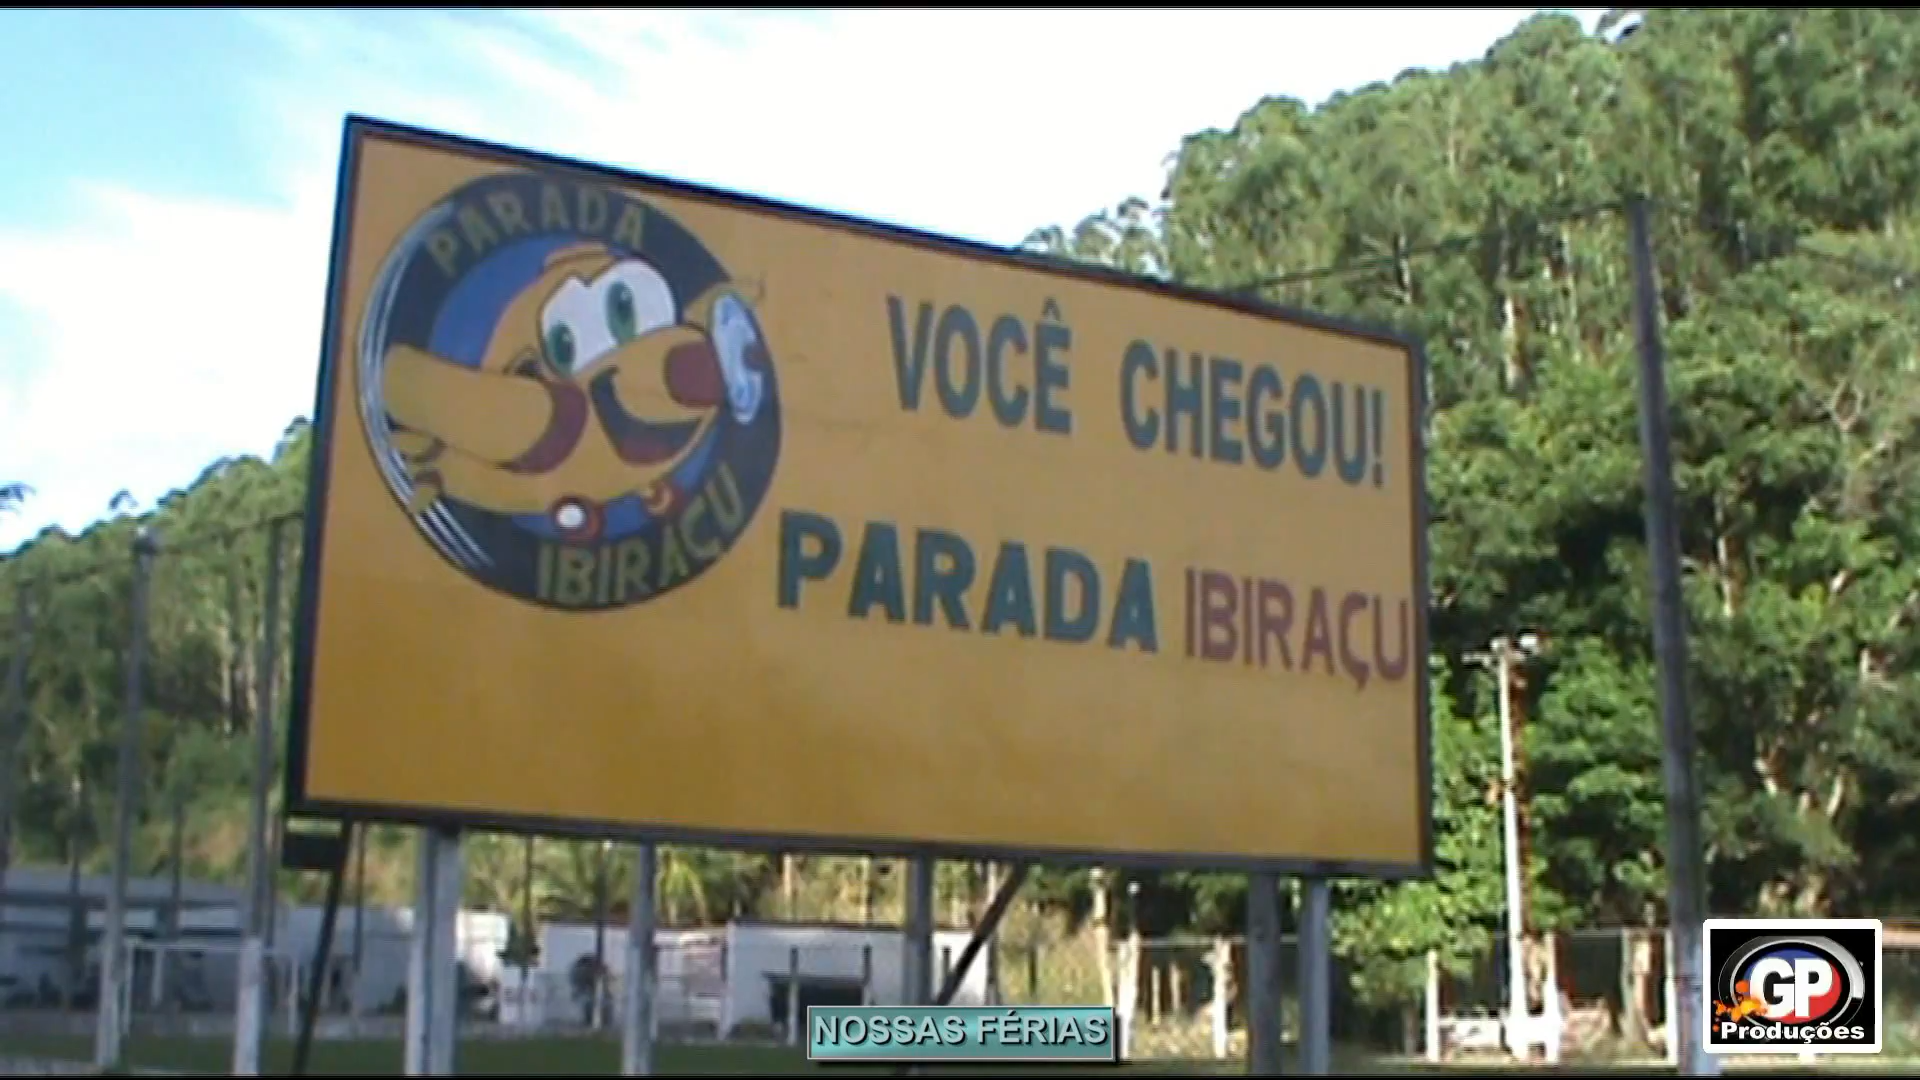 PARADA
IBIRAÇU
VOCÊ CHEGOU!
PARADA IBIRAÇU
NOSSAS FÉRIAS
GP
Produções